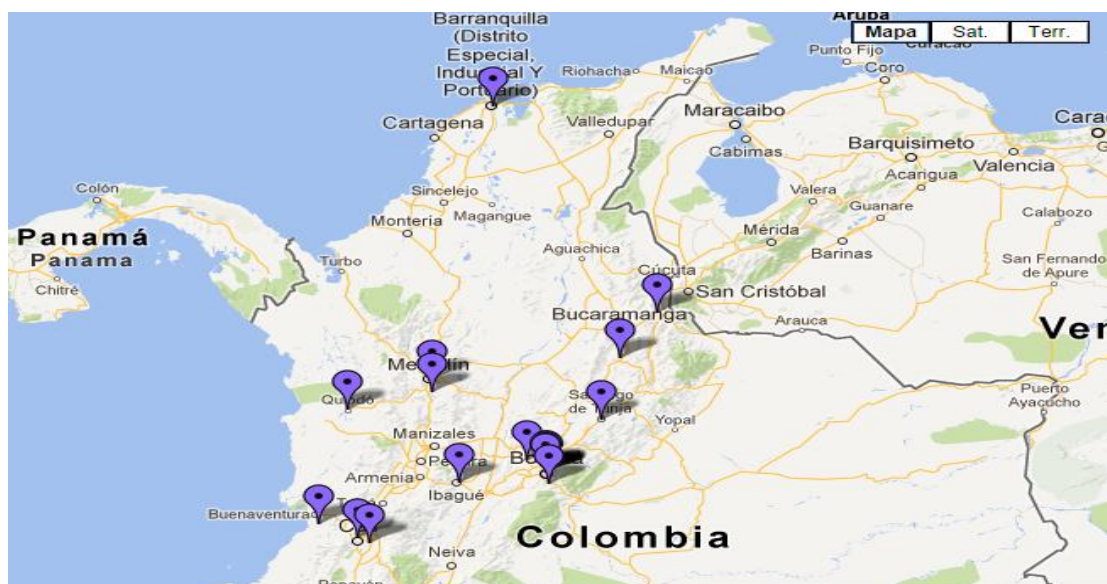 Barranquilla
(Distrito
Especial,
Industrial Y
Portuario)
Aruba
Mapa
Sat.
Terr.
Curacao
Punto Fijo
Coro
Riohacha
Maicao
Maracaibo
Cartagena
Valledupar
Cabimas
Barquisimeto
Valencia
Acarigua
Colón
Sincelejo
Magangue
Valera
Guanare
Calabozo
Montería
Mérida
Barinas
Panamá
Panama
Aguachica
Turbo
Cúcuta
San Fernando
de Apure
Chitré
San Cristóbal
Bucaramanga
Arauca
Ven
Medellín
Puerto
Ayacucho
Quibdó
de Tunja
Yopal
Manizales
Armenia
Ibagué
Buenaventura
Colombia
Neiva
Popayán